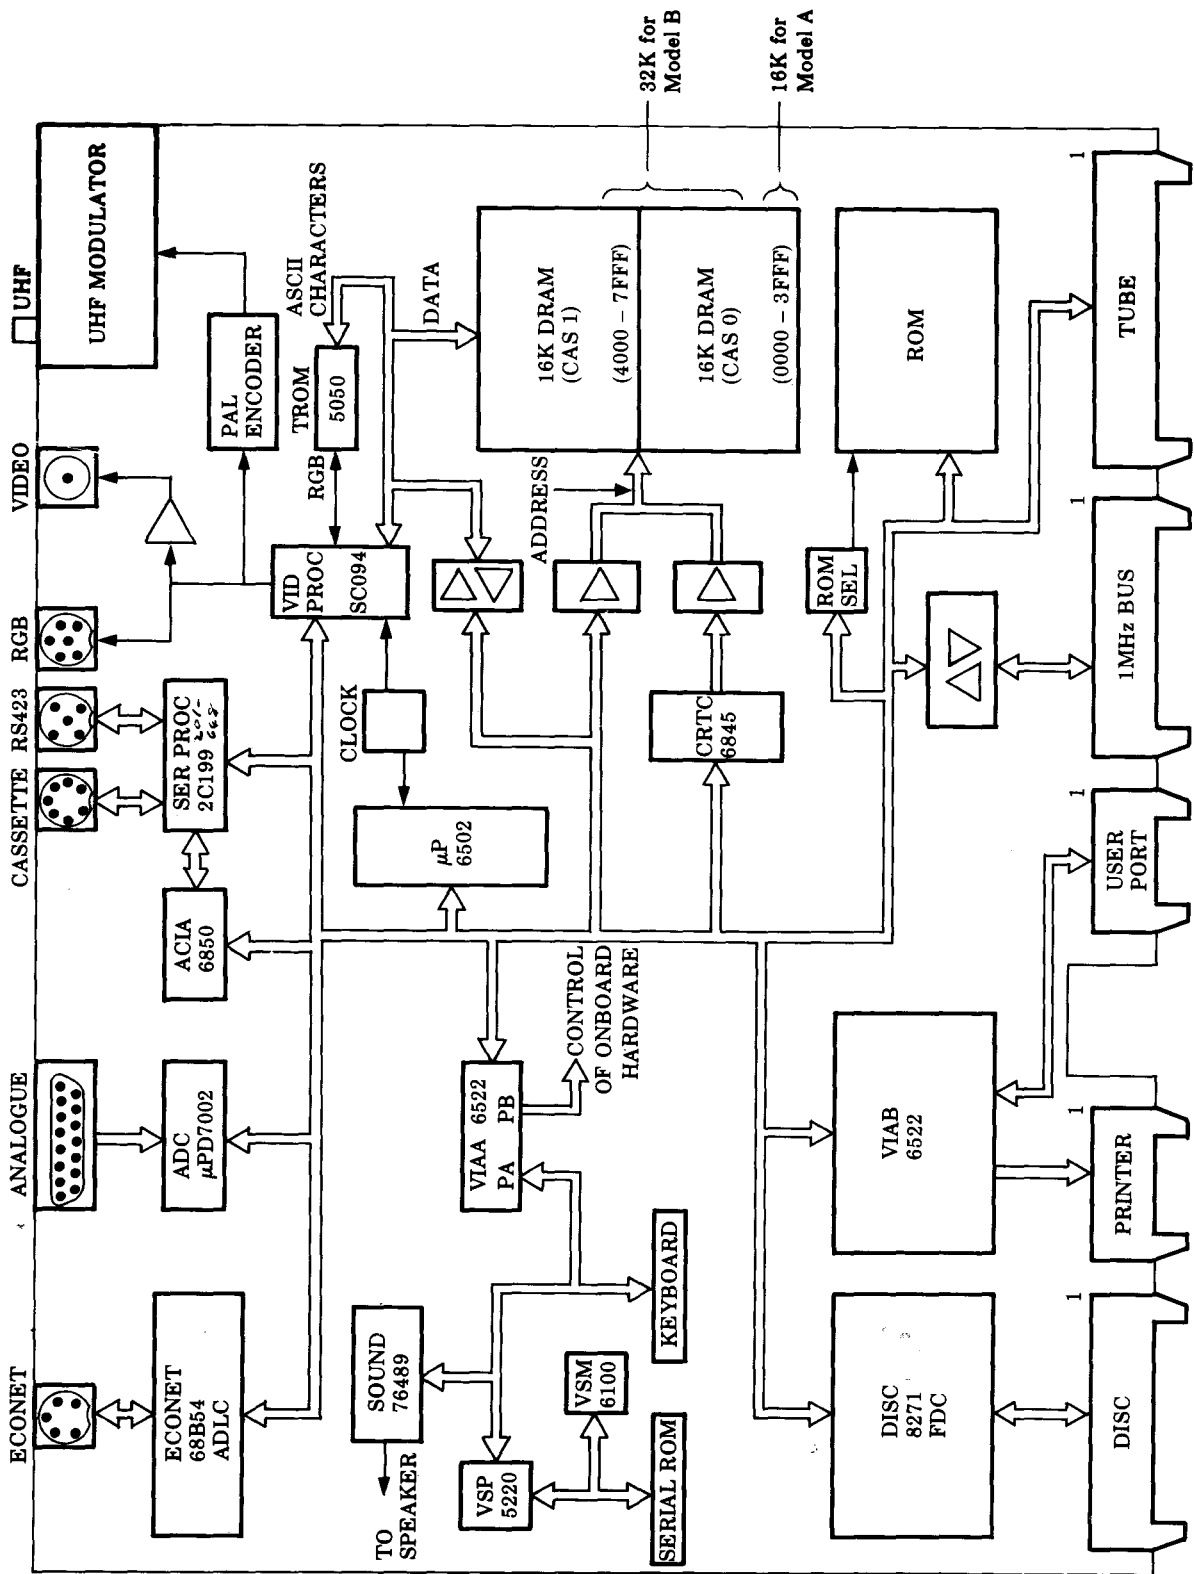 ECONET
ANALOGUE
CASSETTE
RS423
RGB
VIDEO
UHF
ECONET
68B54
ADLC
ADC
µPD7002
ACIA
6850
SER PROC
2C199
PAL
ENCODER
UHF MODULATOR
SOUND
76489
TO
SPEAKER
CLOCK
µP
6502
VID
PROC
SC094
RGB
TROM
5050
ASCII
CHARACTERS
DATA
VSP
5220
VSM
6100
SERIAL ROM
KEYBOARD
VIAA 6522
PA PB
CONTROL
OF ONBOARD
HARDWARE
ADDRESS
16K DRAM
(CAS 1)
(4000 – 7FFF)
16K DRAM
(CAS 0)
(0000 – 3FFF)
32K for
Model B
16K for
Model A
CRTC
6845
ROM
SEL
ROM
DISC
8271
FDC
VIAB
6522
1
DISC
1
PRINTER
1
USER
PORT
1
1MHz BUS
1
TUBE